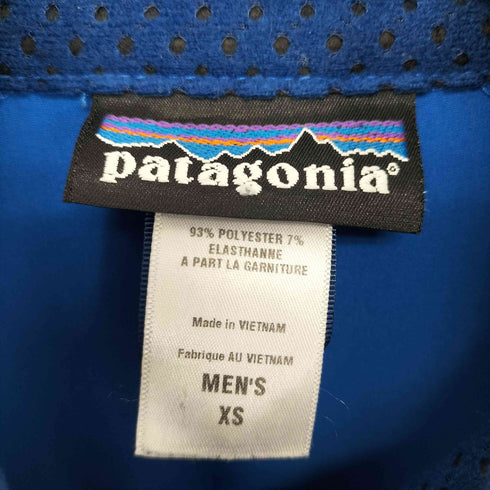 patagonia®
93% POLYESTER 7%
ELASTHANNE
A PART LA GARNITURE
Made in VIETNAM
Fabrique AU VIETNAM
MEN'S
XS